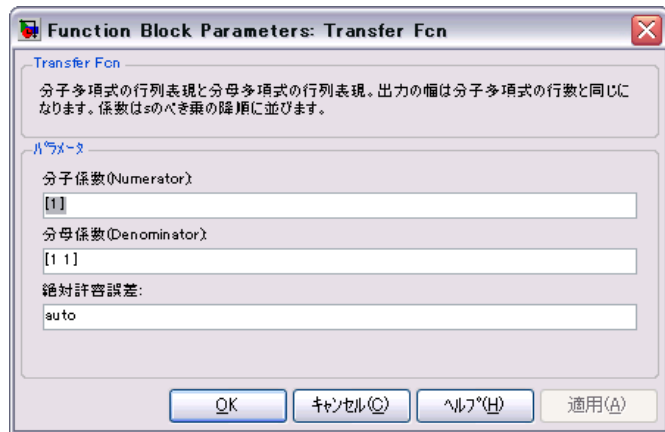 Function Block Parameters: Transfer Fcn
Transfer Fcn
分子多項式の行列表現と分母多項式の行列表現。出力の幅は分子多項式の行数と同じに
なります。係数はsのべき乗の降順に並びます。
パラメータ
分子係数(Numerator):
[1]
分母係数(Denominator):
[1 1]
絶対許容誤差:
auto
OK
キャンセル(C)
ヘルプ(H)
適用(A)